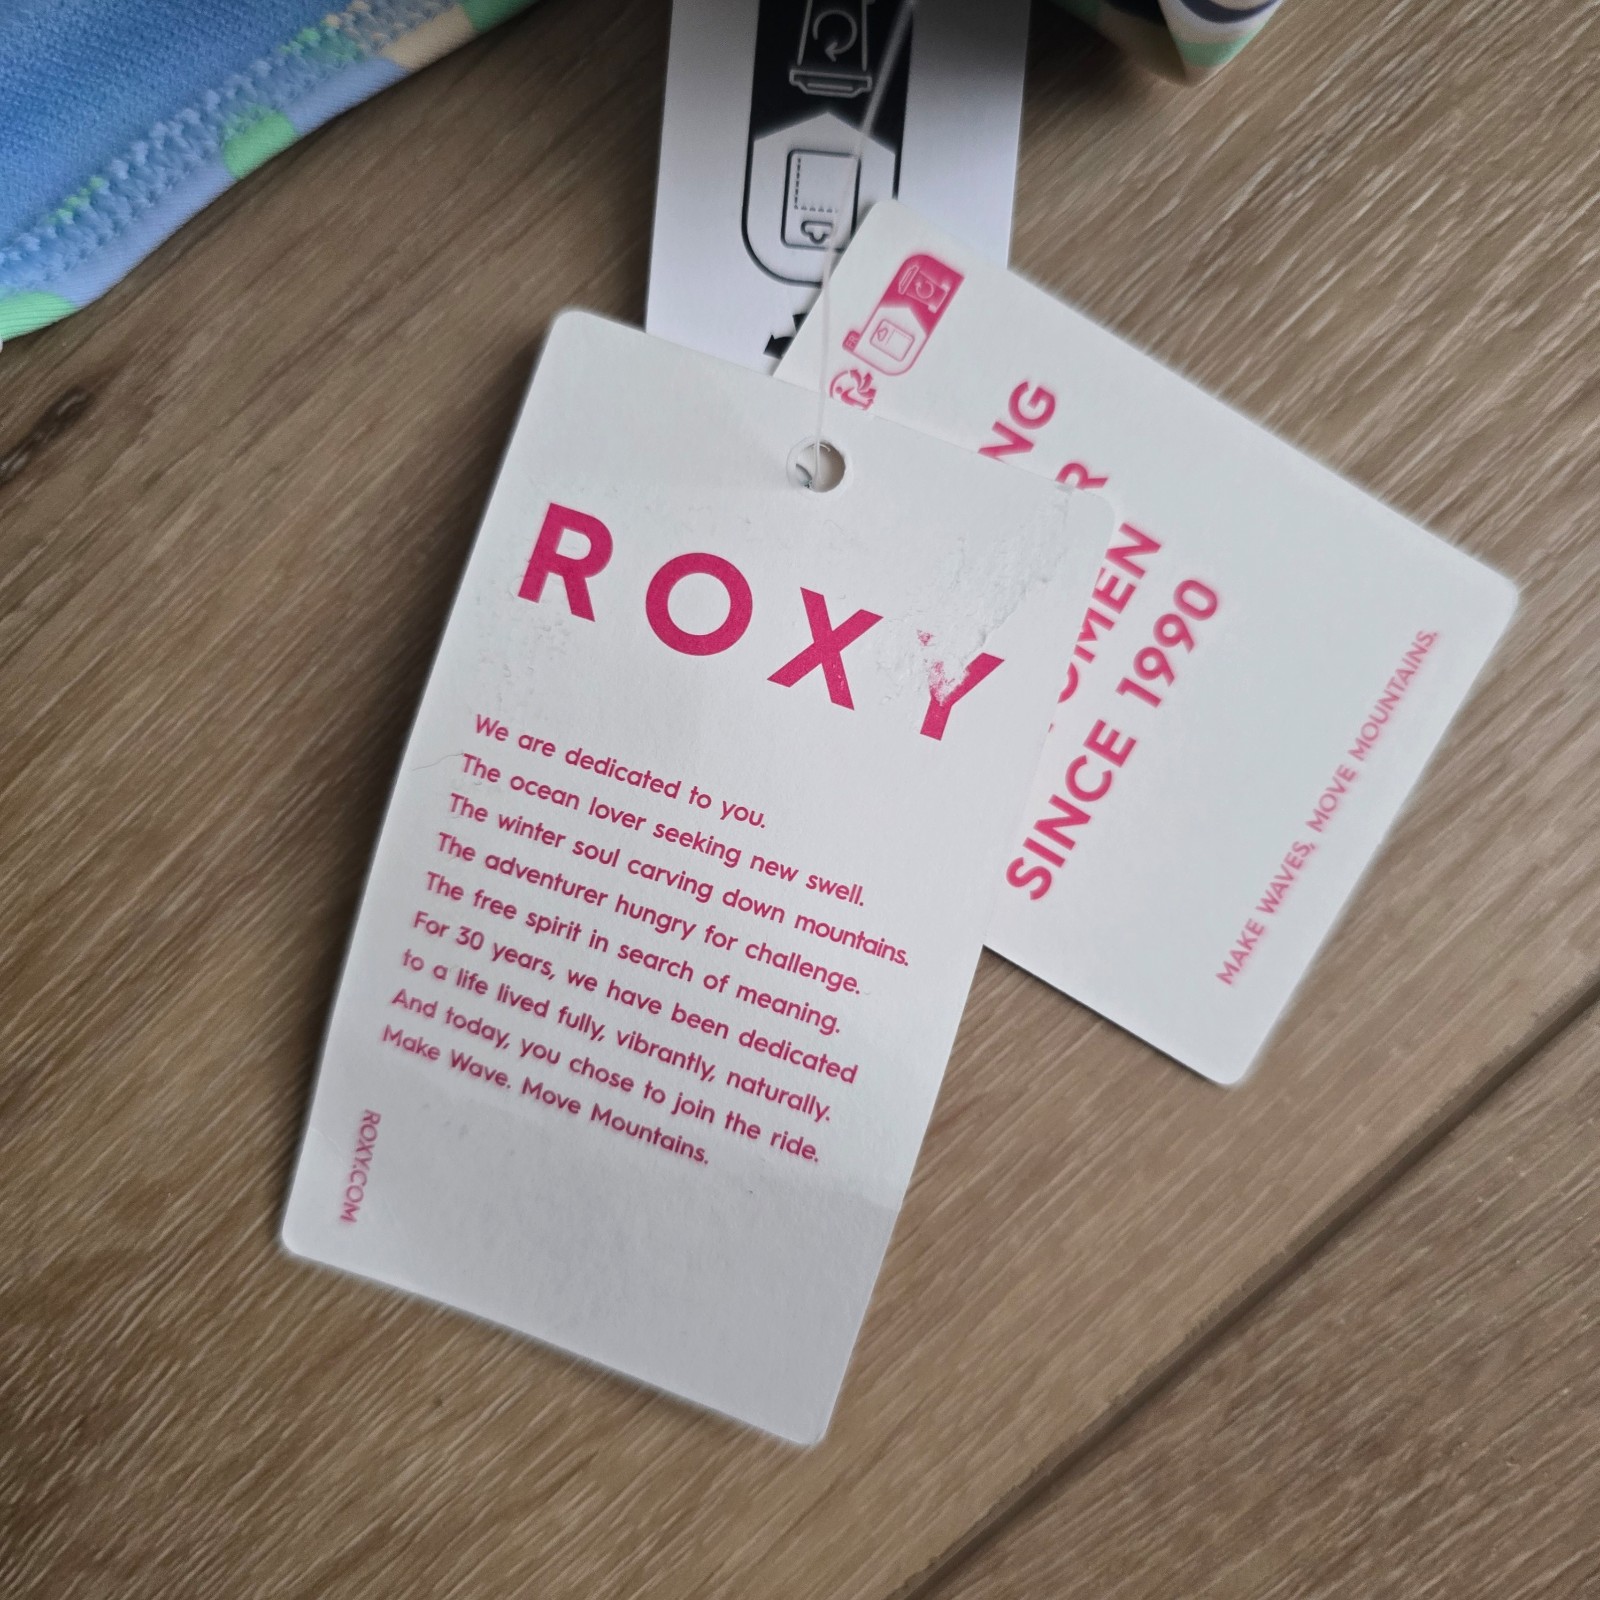 ROXY
We are dedicated to you.
The ocean lover seeking new swell.
The winter soul carving down mountains.
The adventurer hungry for challenge.
The free spirit in search of meaning.
For 30 years, we have been dedicated
to a life lived fully, vibrantly, naturally.
And today, you chose to join the ride.
Make Wave. Move Mountains.
ROXY.COM
SINCE 1990
MAKE WAVES, MOVE MOUNTAINS.